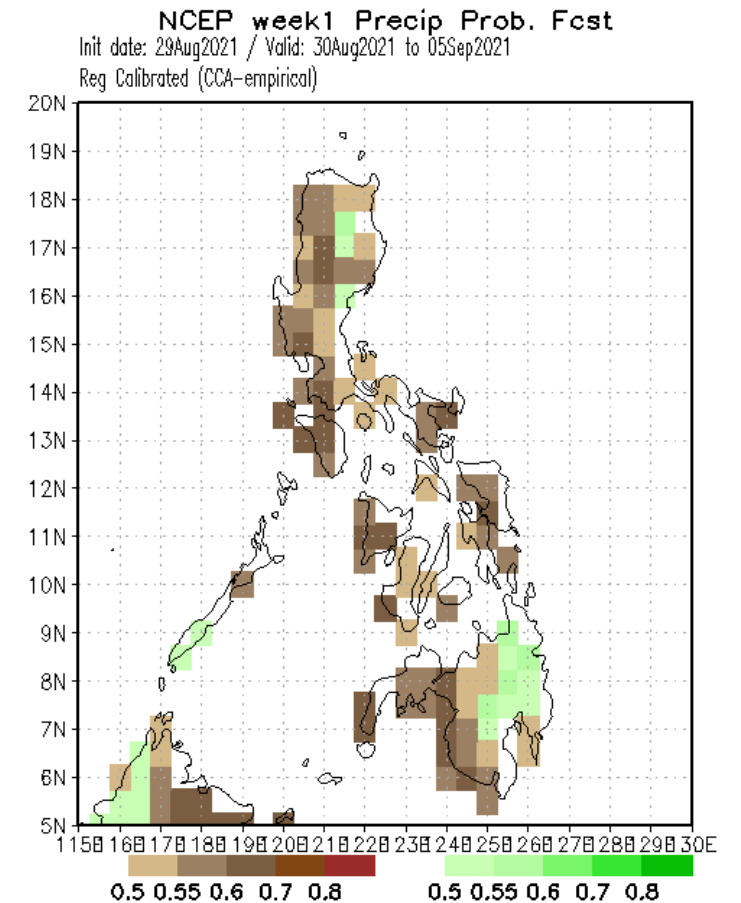 NCEP week1 Precip Prob. Fcst
Init date: 29Aug2021 / Valid: 30Aug2021 to 05Sep2021
Reg Calibrated (CCA-empirical)
20N
19N
18N
17N
16N
15N
14N
13N
12N
11N
10N
9N
8N
7N
6N
5N
115E 116E 117E 118E 119E 120E 121E 122E 123E 124E 125E 126E 127E 128E 129E 130E
0.5 0.55 0.6 0.7 0.8 0.5 0.55 0.6 0.7 0.8